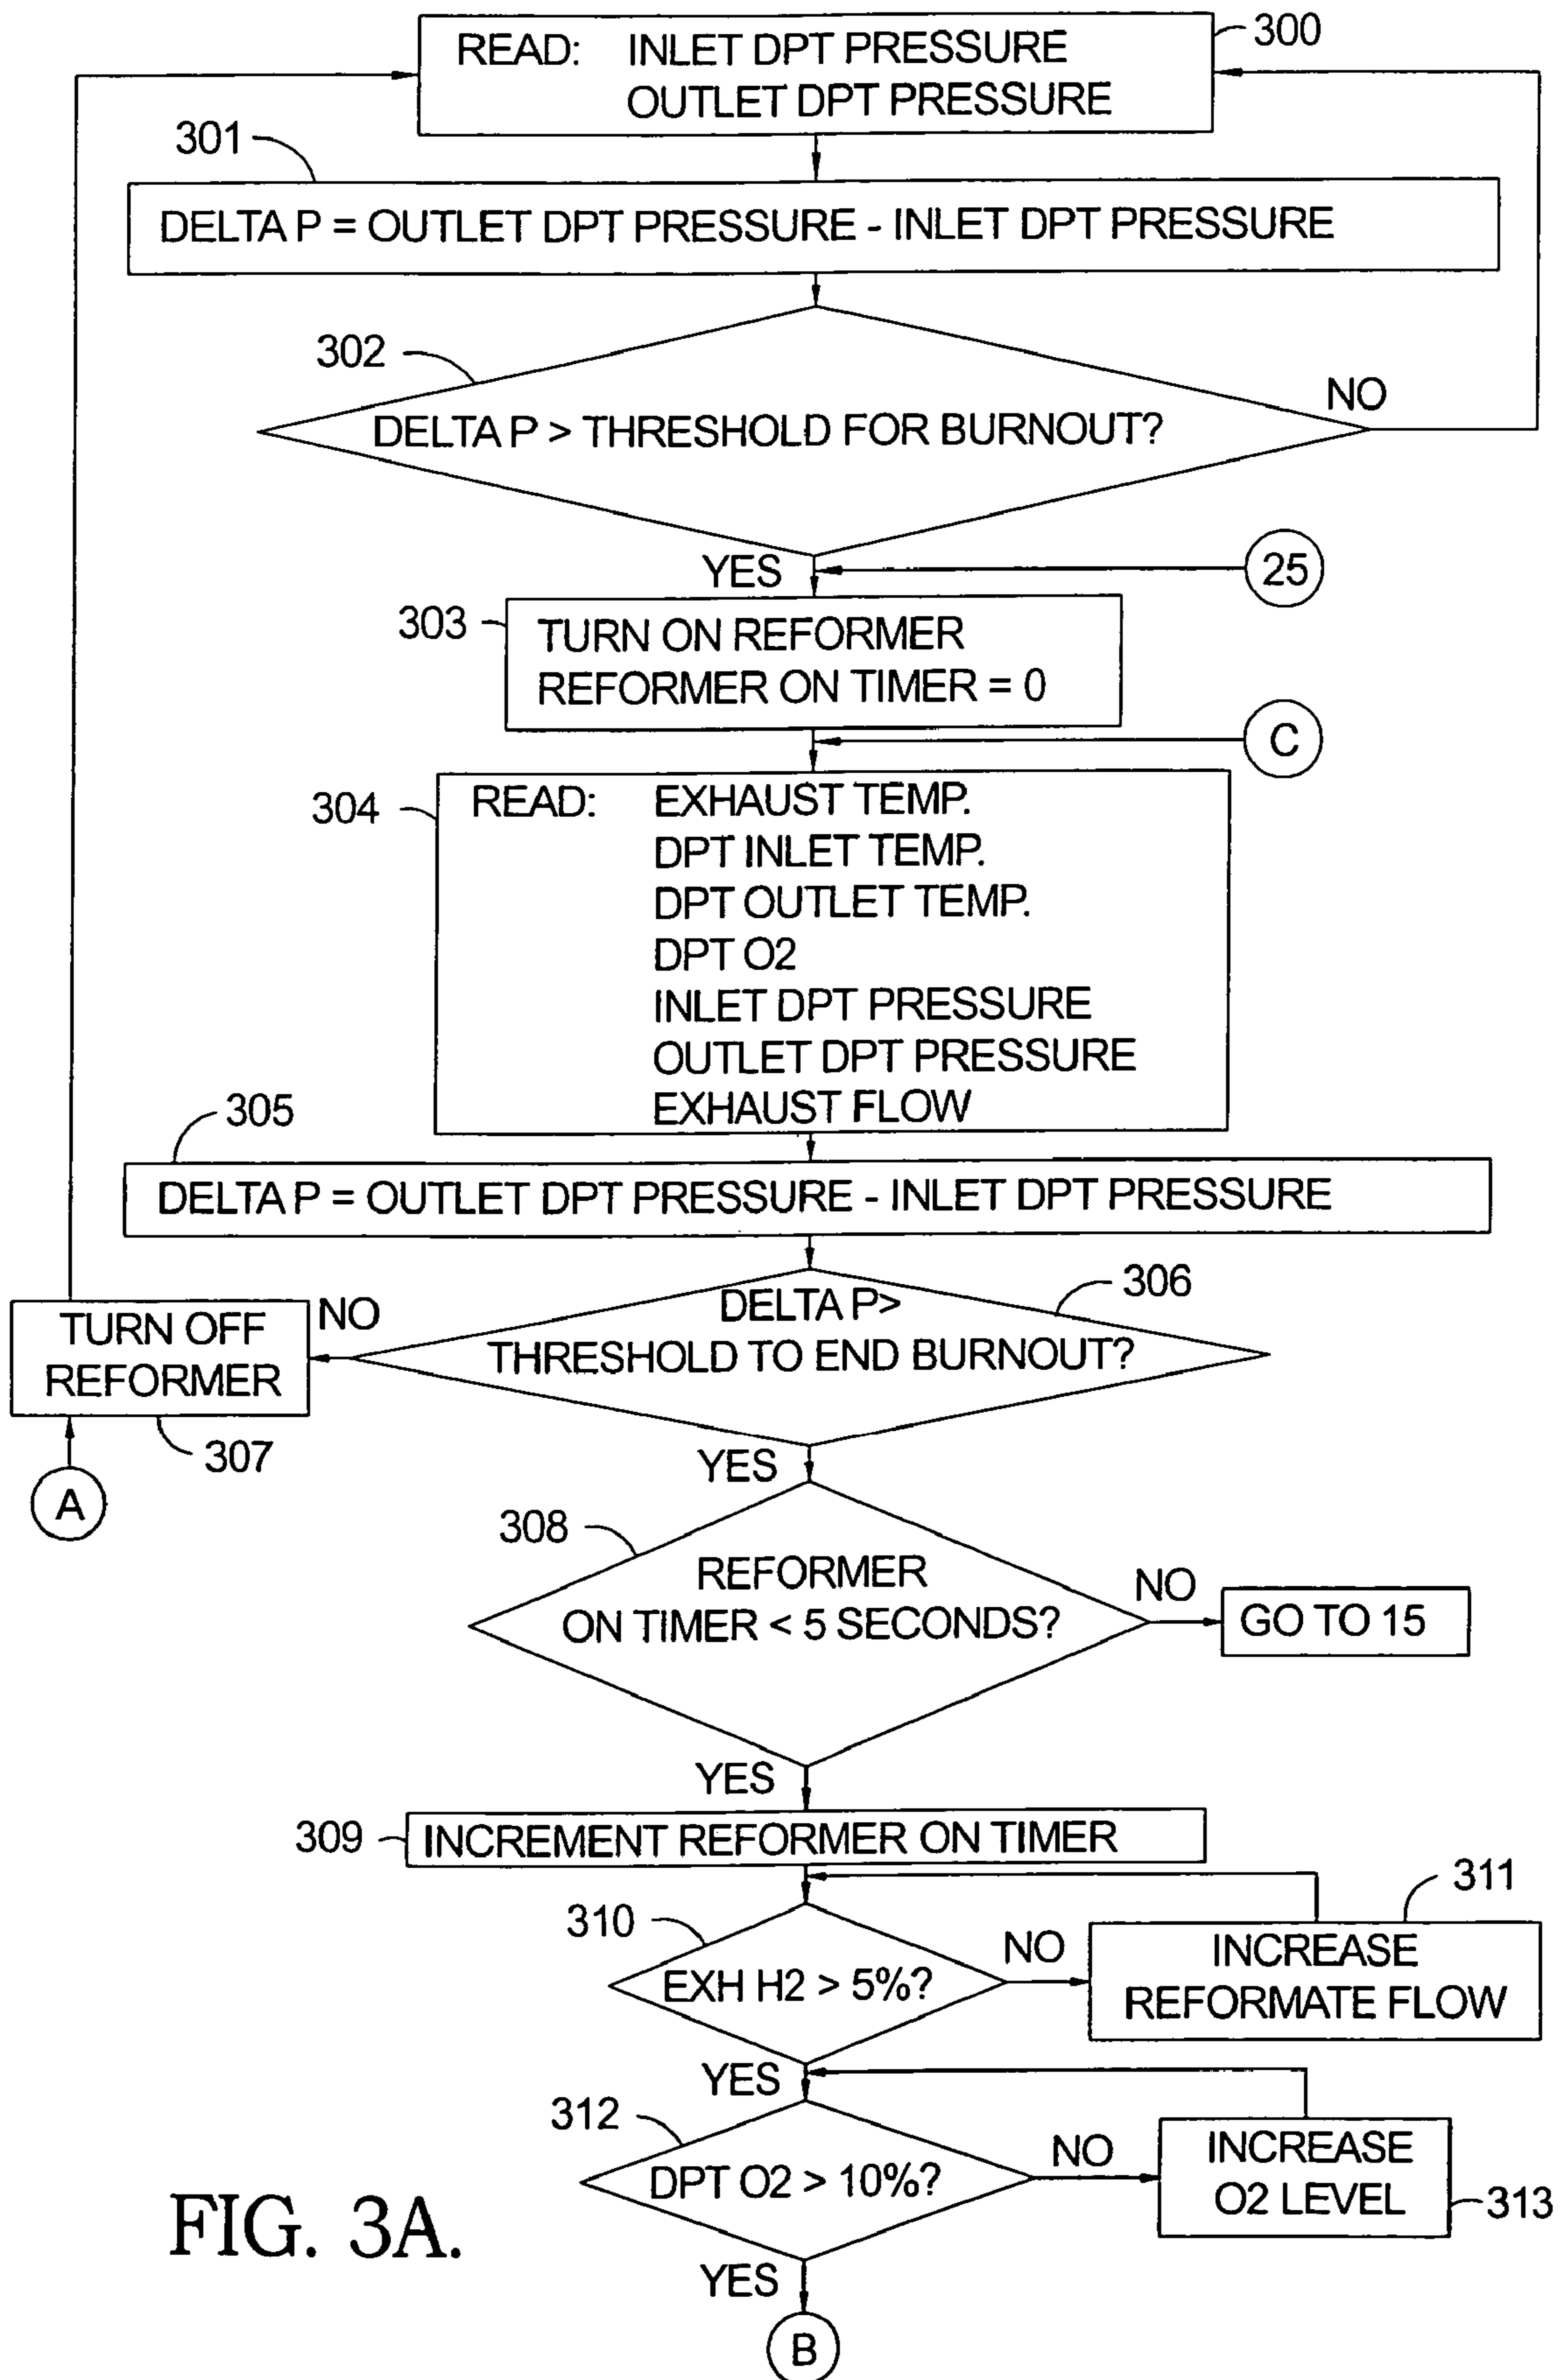 300
READ: INLET DPT PRESSURE
OUTLET DPT PRESSURE
301
DELTA P = OUTLET DPT PRESSURE - INLET DPT PRESSURE
302
DELTA P > THRESHOLD FOR BURNOUT?
NO
YES
25
303
TURN ON REFORMER
REFORMER ON TIMER = 0
C
304
READ: EXHAUST TEMP.
DPT INLET TEMP.
DPT OUTLET TEMP.
DPT O2
INLET DPT PRESSURE
OUTLET DPT PRESSURE
EXHAUST FLOW
305
DELTA P = OUTLET DPT PRESSURE - INLET DPT PRESSURE
306
DELTA P>
THRESHOLD TO END BURNOUT?
NO
TURN OFF
REFORMER
307
A
YES
308
REFORMER
ON TIMER < 5 SECONDS?
NO
GO TO 15
YES
309
INCREMENT REFORMER ON TIMER
310
EXH H2 > 5%?
NO
311
INCREASE
REFORMATE FLOW
YES
312
DPT O2 > 10%?
NO
INCREASE
O2 LEVEL
313
YES
B
FIG. 3A.